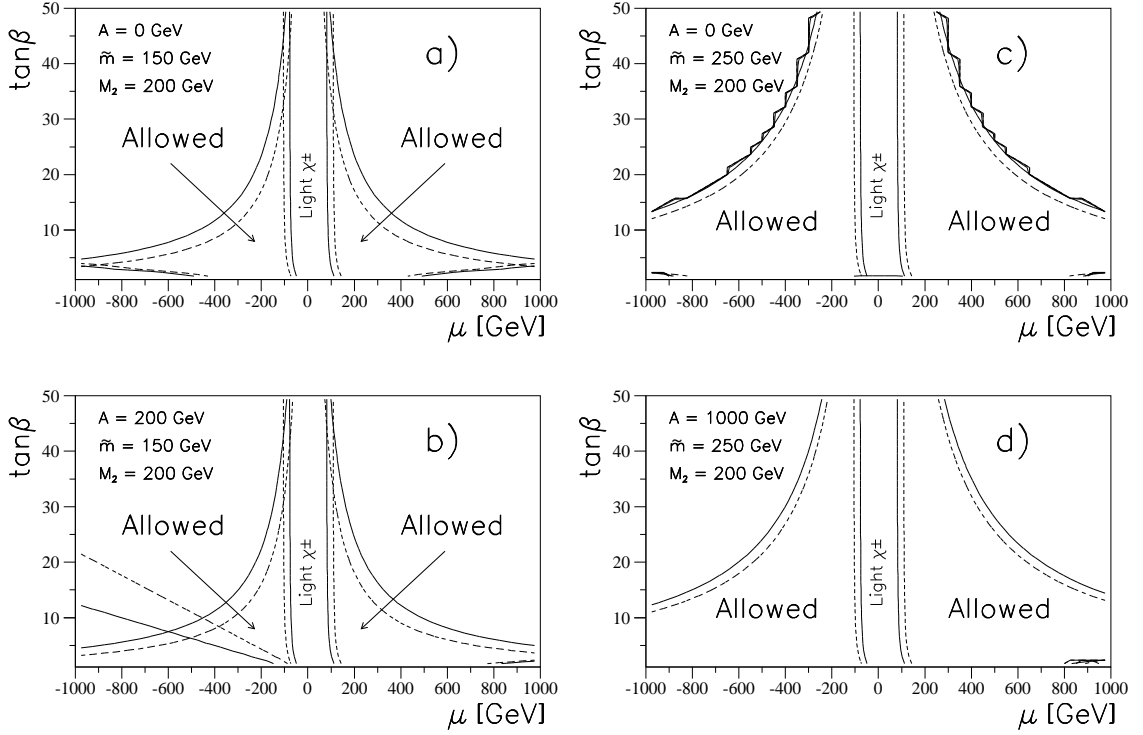 tanβ
50
40
30
20
10
A = 0 GeV
m̃ = 150 GeV
M₂ = 200 GeV
a)
Allowed
Light χ±
Allowed
-1000 -800 -600 -400 -200 0 200 400 600 800 1000
μ [GeV]
tanβ
50
40
30
20
10
A = 0 GeV
m̃ = 250 GeV
M₂ = 200 GeV
c)
Allowed
Light χ±
Allowed
-1000 -800 -600 -400 -200 0 200 400 600 800 1000
μ [GeV]
tanβ
50
40
30
20
10
A = 200 GeV
m̃ = 150 GeV
M₂ = 200 GeV
b)
Allowed
Light χ±
Allowed
-1000 -800 -600 -400 -200 0 200 400 600 800 1000
μ [GeV]
tanβ
50
40
30
20
10
A = 1000 GeV
m̃ = 250 GeV
M₂ = 200 GeV
d)
Allowed
Light χ±
Allowed
-1000 -800 -600 -400 -200 0 200 400 600 800 1000
μ [GeV]